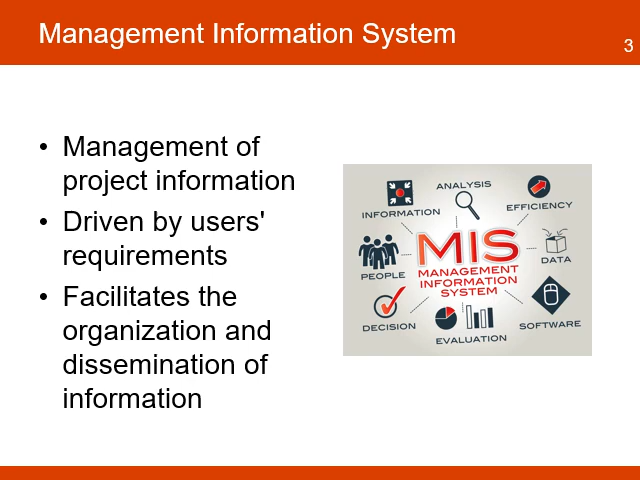 Management Information System
3
• Management of
project information
• Driven by users'
requirements
• Facilitates the
organization and
dissemination of
information
ANALYSIS
INFORMATION
EFFICIENCY
MIS
PEOPLE
MANAGEMENT
INFORMATION
SYSTEM
DATA
DECISION
EVALUATION
SOFTWARE